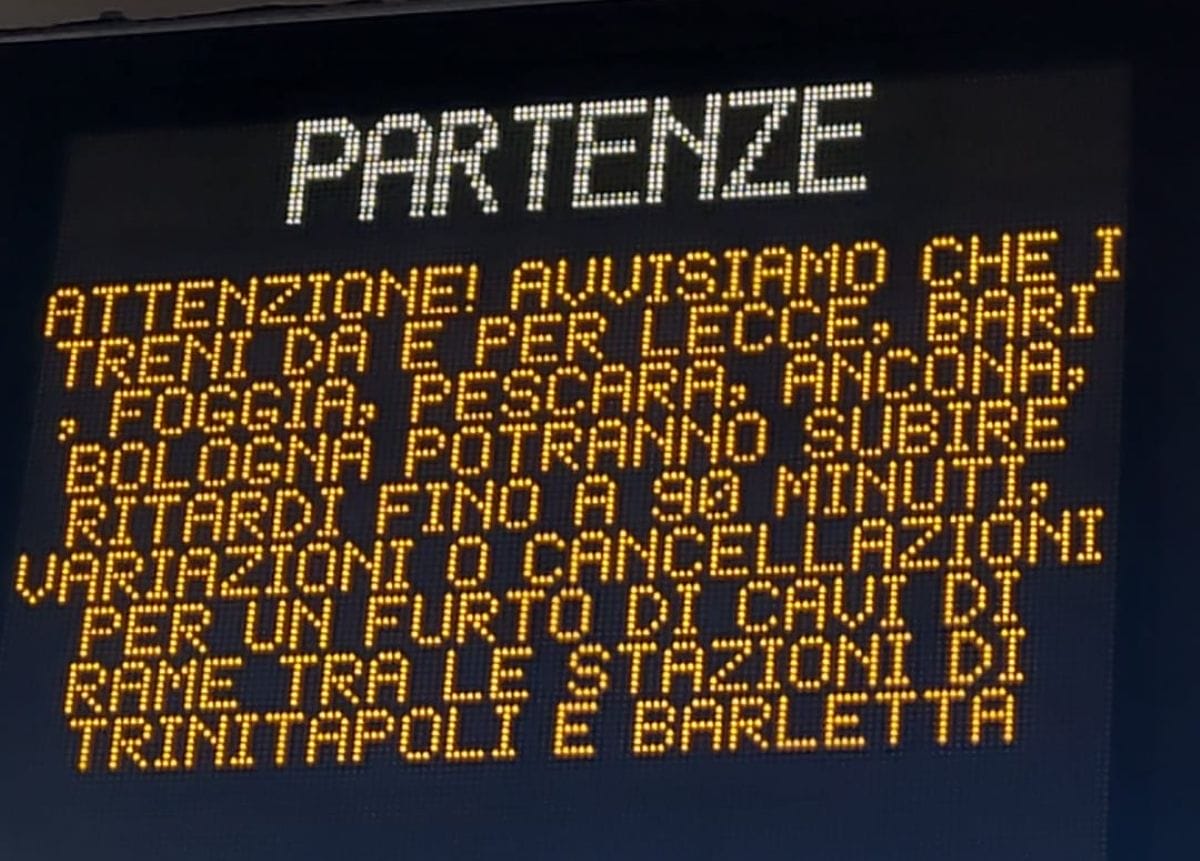 PARTENZE
ATTENZIONE! AVVISIAMO CHE I
TRENI DA E PER LECCE, BARI
, FOGGIA, PESCARA, ANCONA,
BOLOGNA POTRANNO SUBIRE
RITARDI FINO A 90 MINUTI,
VARIAZIONI O CANCELLAZIONI
PER UN FURTO DI CAVI DI
RAME TRA LE STAZIONI DI
TRINITAPOLI E BARLETTA